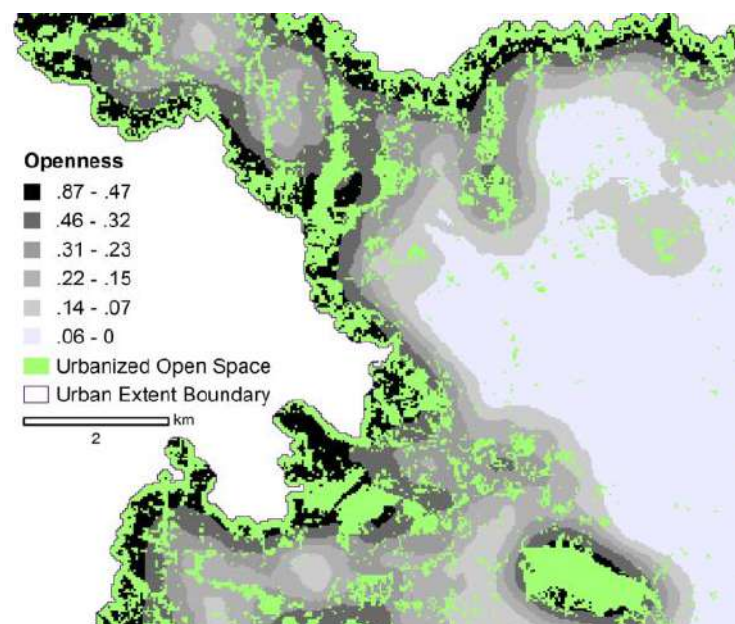 Openness
.87 - .47
.46 - .32
.31 - .23
.22 - .15
.14 - .07
.06 - 0
Urbanized Open Space
Urban Extent Boundary
km
2